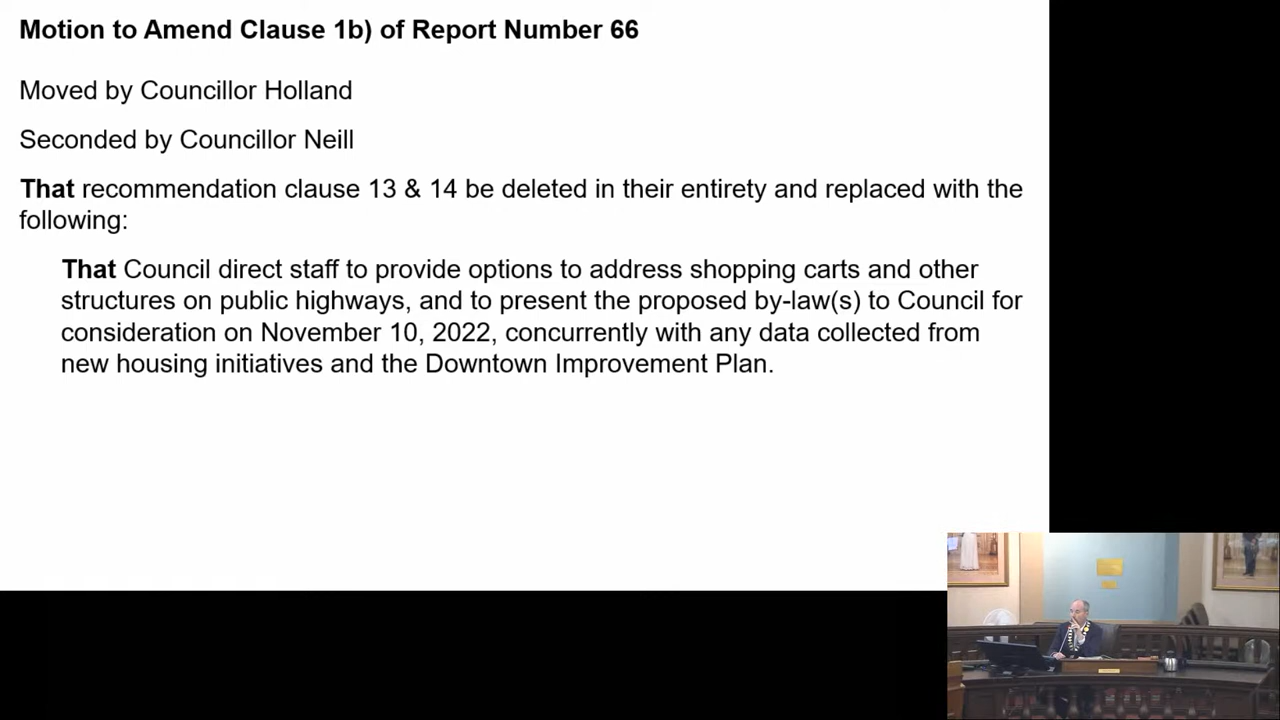 Motion to Amend Clause 1b) of Report Number 66
Moved by Councillor Holland
Seconded by Councillor Neill
That recommendation clause 13 & 14 be deleted in their entirety and replaced with the
following:
That Council direct staff to provide options to address shopping carts and other
structures on public highways, and to present the proposed by-law(s) to Council for
consideration on November 10, 2022, concurrently with any data collected from
new housing initiatives and the Downtown Improvement Plan.